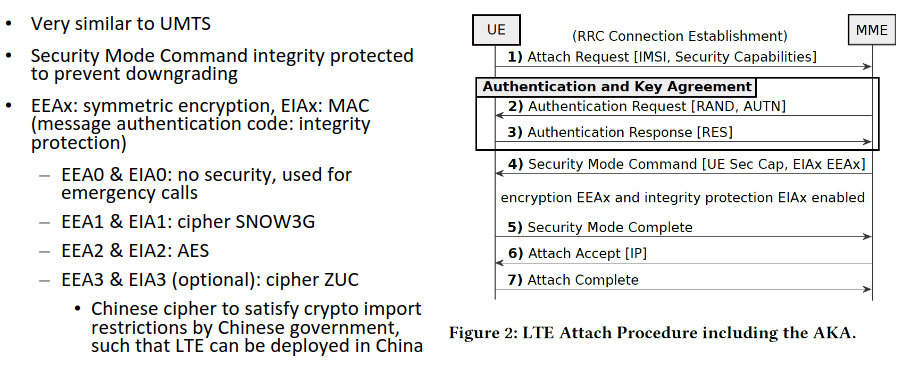 • Very similar to UMTS
• Security Mode Command integrity protected
to prevent downgrading
• EEAx: symmetric encryption, EIAx: MAC
(message authentication code: integrity
protection)
– EEA0 & EIA0: no security, used for
emergency calls
– EEA1 & EIA1: cipher SNOW3G
– EEA2 & EIA2: AES
– EEA3 & EIA3 (optional): cipher ZUC
• Chinese cipher to satisfy crypto import
restrictions by Chinese government,
such that LTE can be deployed in China
UE
MME
(RRC Connection Establishment)
1) Attach Request [IMSI, Security Capabilities]
Authentication and Key Agreement
2) Authentication Request [RAND, AUTN]
3) Authentication Response [RES]
4) Security Mode Command [UE Sec Cap, EIAx EEAx]
encryption EEAx and integrity protection EIAx enabled
5) Security Mode Complete
6) Attach Accept [IP]
7) Attach Complete
Figure 2: LTE Attach Procedure including the AKA.